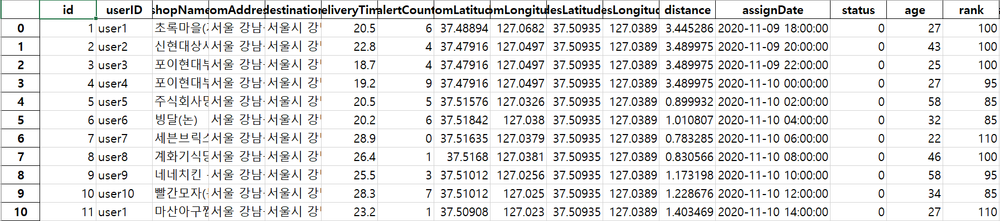 id userID shopName omAddres destination eliveryTim alertCount omLatitud omLongitu desLatitude esLongitud distance assignDate status age rank
0 1 user1 초록마을( 서울 강남 서울시 강 20.5 6 37.48894 127.0682 37.50935 127.0389 3.445286 2020-11-09 18:00:00 0 27 100
1 2 user2 신현대상사 서울 강남 서울시 강 22.8 4 37.47916 127.0497 37.50935 127.0389 3.489975 2020-11-09 20:00:00 0 43 100
2 3 user3 포이현대부 서울 강남 서울시 강 18.7 4 37.47916 127.0497 37.50935 127.0389 3.489975 2020-11-09 22:00:00 0 25 100
3 4 user4 포이현대부 서울 강남 서울시 강 19.2 9 37.47916 127.0497 37.50935 127.0389 3.489975 2020-11-10 00:00:00 0 27 95
4 5 user5 주식회사 서울 강남 서울시 강 20.5 5 37.51576 127.0326 37.50935 127.0389 0.899932 2020-11-10 02:00:00 0 58 85
5 6 user6 빙달(논) 서울 강남 서울시 강 20.2 6 37.51842 127.038 37.50935 127.0389 1.010807 2020-11-10 04:00:00 0 32 85
6 7 user7 세븐브릭스 서울 강남 서울시 강 28.9 0 37.51635 127.0379 37.50935 127.0389 0.783285 2020-11-10 06:00:00 0 22 110
7 8 user8 계화기식당 서울 강남 서울시 강 26.4 1 37.5168 127.0381 37.50935 127.0389 0.830566 2020-11-10 08:00:00 0 46 100
8 9 user9 네네치킨 서울 강남 서울시 강 25.5 3 37.51012 127.0256 37.50935 127.0389 1.173198 2020-11-10 10:00:00 0 58 95
9 10 user10 빨간모자( 서울 강남 서울시 강 28.3 7 37.51012 127.025 37.50935 127.0389 1.228676 2020-11-10 12:00:00 0 34 85
10 11 user1 마산아구찜 서울 강남 서울시 강 23.2 1 37.50908 127.023 37.50935 127.0389 1.403469 2020-11-10 14:00:00 0 27 110